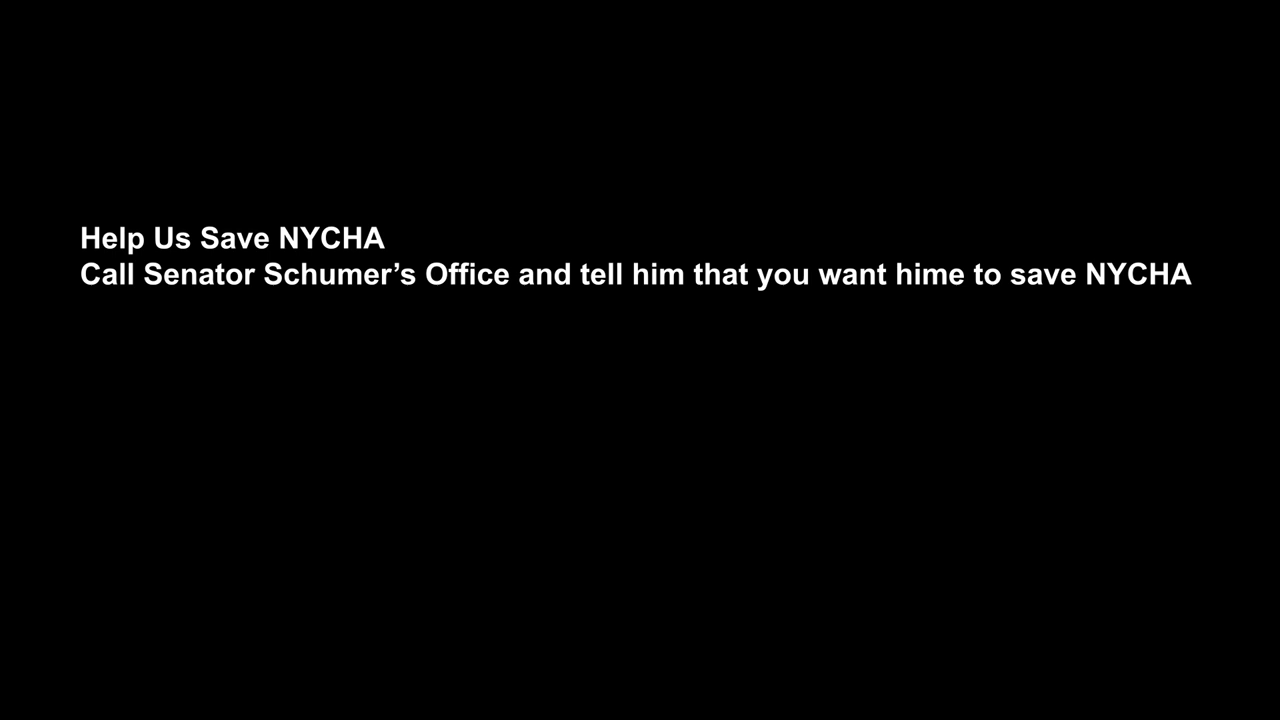 Help Us Save NYCHA
Call Senator Schumer’s Office and tell him that you want hime to save NYCHA